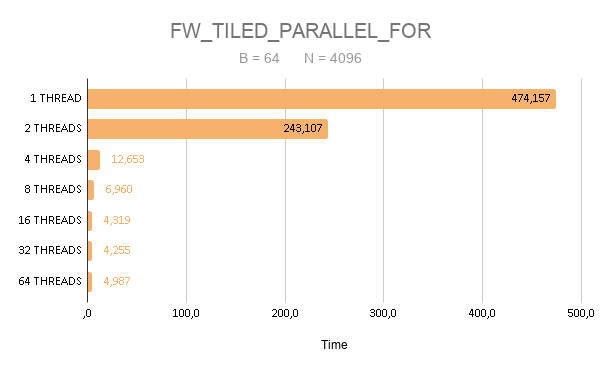 FW_TILED_PARALLEL_FOR
B = 64 N = 4096
1 THREAD 474,157
2 THREADS 243,107
4 THREADS 12,653
8 THREADS 6,960
16 THREADS 4,319
32 THREADS 4,255
64 THREADS 4,987
,0 100,0 200,0 300,0 400,0 500,0
Time